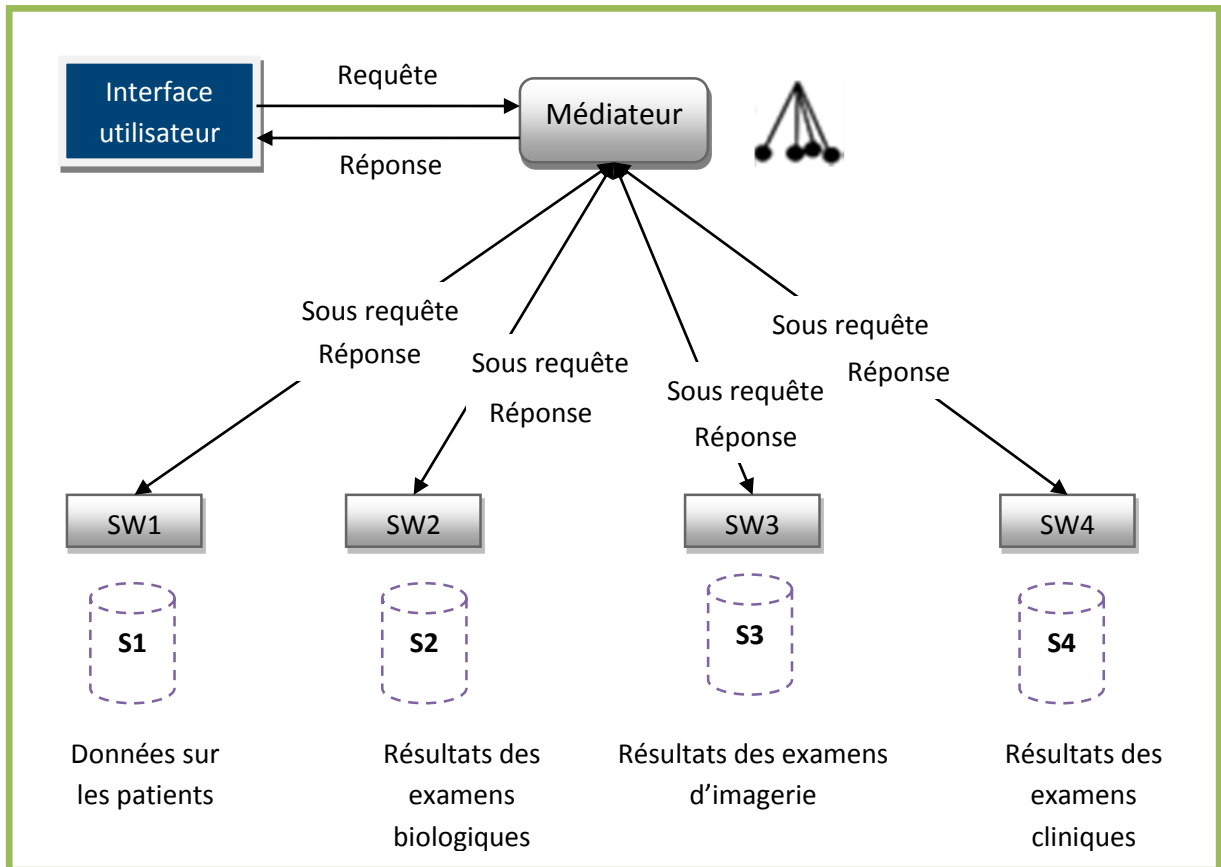 Interface
utilisateur
Requête
Réponse
Médiateur
Sous requête
Réponse
Sous requête
Réponse
Sous requête
Réponse
Sous requête
Réponse
SW1
SW2
SW3
SW4
S1
S2
S3
S4
Données sur
les patients
Résultats des
examens
biologiques
Résultats des examens
d'imagerie
Résultats des
examens
cliniques